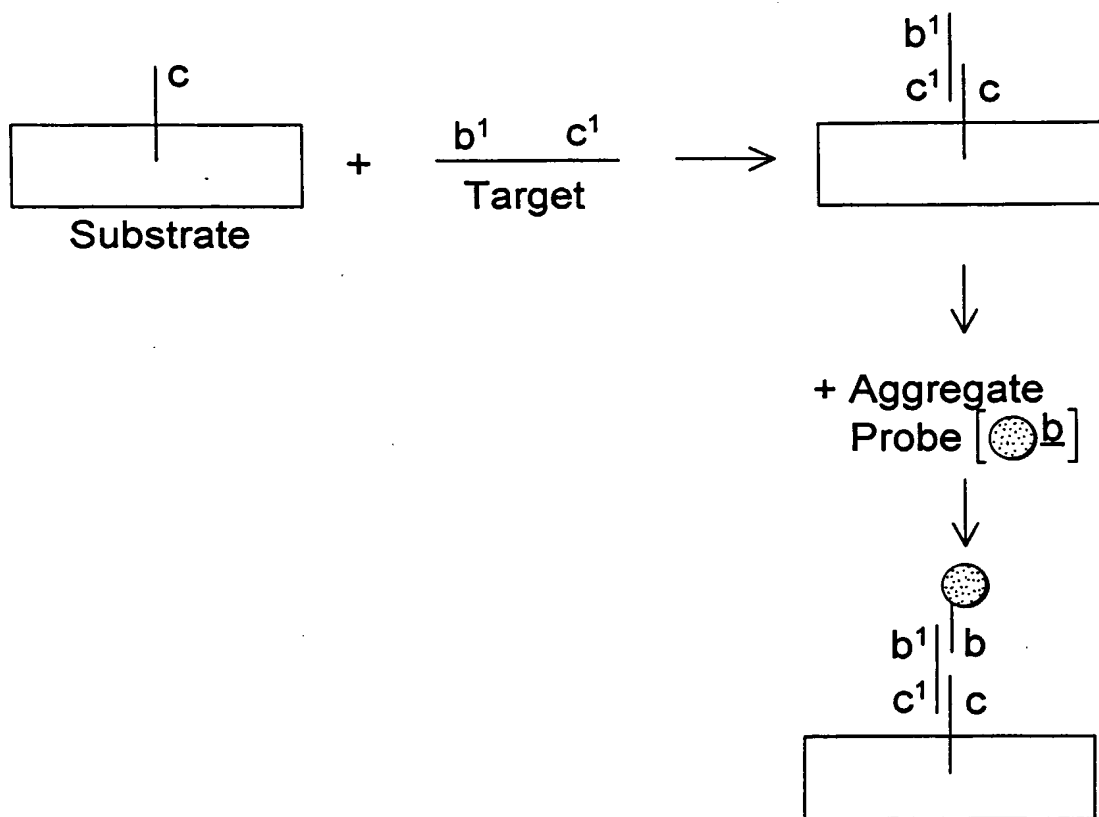 c
Substrate
+
b¹ c¹
Target
b¹
c¹ c
+ Aggregate
Probe [ b]
b¹ b
c¹ c